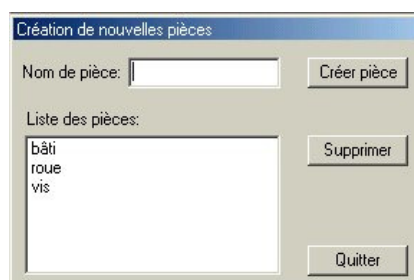 Création de nouvelles pièces
Nom de pièce:
Créer pièce
Liste des pièces:
bâti
roue
vis
Supprimer
Quitter